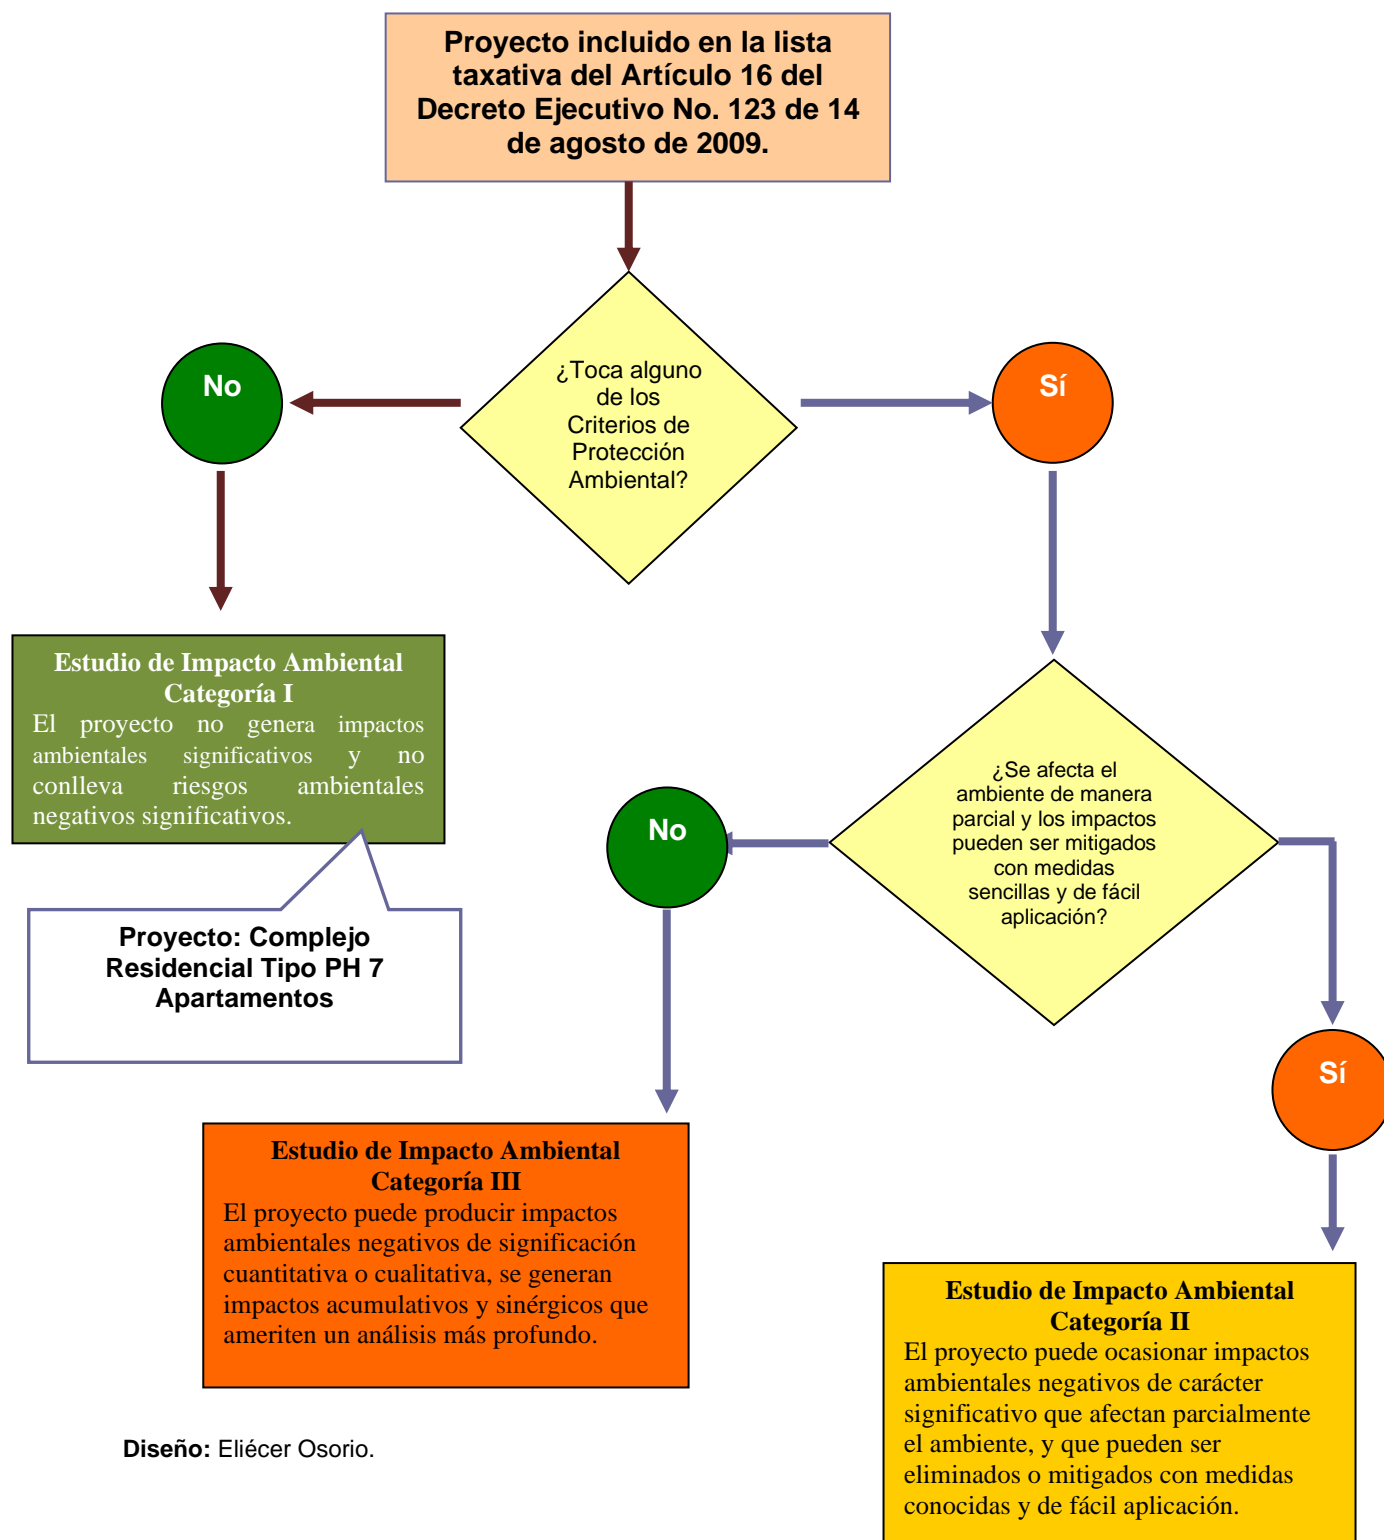 Proyecto incluido en la lista
taxativa del Artículo 16 del
Decreto Ejecutivo No. 123 de 14
de agosto de 2009.
¿Toca alguno
de los
Criterios de
Protección
Ambiental?
No
Sí
Estudio de Impacto Ambiental
Categoría I
El proyecto no genera impactos
ambientales significativos y no
conlleva riesgos ambientales
negativos significativos.
Proyecto: Complejo
Residencial Tipo PH 7
Apartamentos
¿Se afecta el
ambiente de manera
parcial y los impactos
pueden ser mitigados
con medidas
sencillas y de fácil
aplicación?
No
Sí
Estudio de Impacto Ambiental
Categoría III
El proyecto puede producir impactos
ambientales negativos de significación
cuantitativa o cualitativa, se generan
impactos acumulativos y sinérgicos que
ameriten un análisis más profundo.
Estudio de Impacto Ambiental
Categoría II
El proyecto puede ocasionar impactos
ambientales negativos de carácter
significativo que afectan parcialmente
el ambiente, y que pueden ser
eliminados o mitigados con medidas
conocidas y de fácil aplicación.
Diseño: Eliécer Osorio.